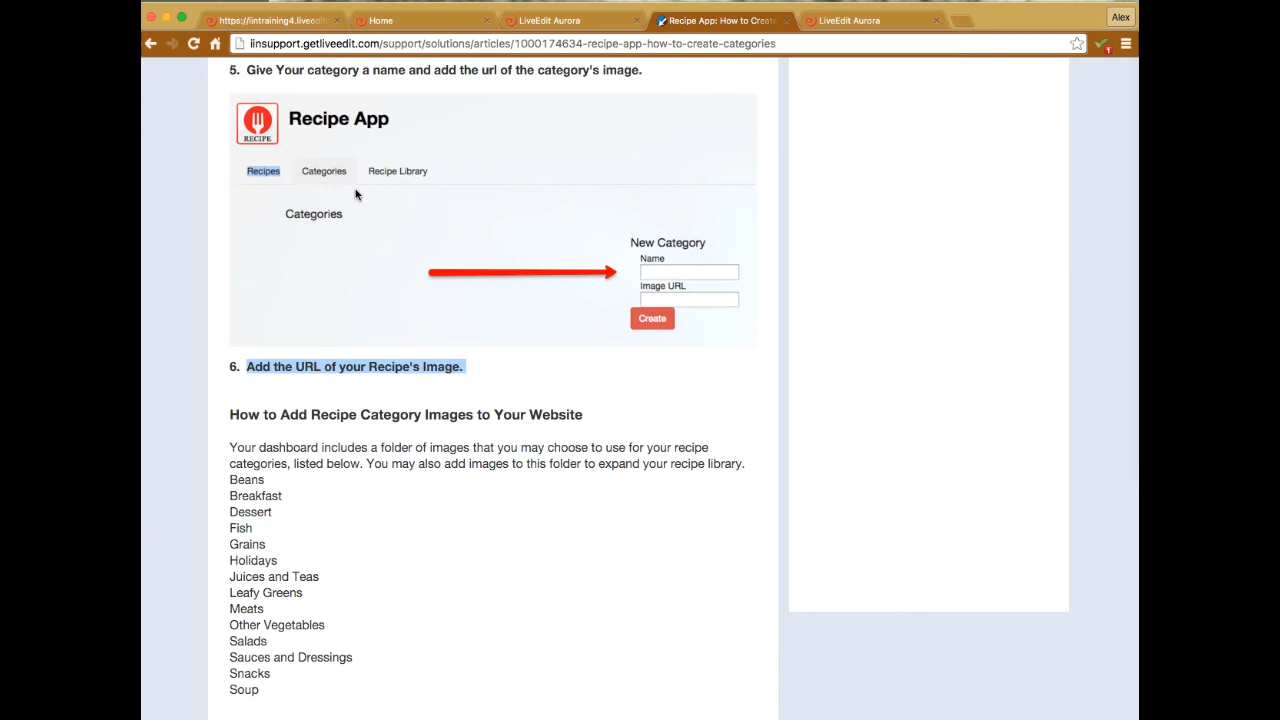 https://iintraining4.liveedi
Home
LiveEdit Aurora
Recipe App: How to Create
LiveEdit Aurora
Alex
iinsupport.getliveedit.com/support/solutions/articles/1000174634-recipe-app-how-to-create-categories
1
5. Give Your category a name and add the url of the category's image.
RECIPE
Recipe App
Recipes Categories Recipe Library
Categories
New Category
Name
Image URL
Create
6. Add the URL of your Recipe's Image.
How to Add Recipe Category Images to Your Website
Your dashboard includes a folder of images that you may choose to use for your recipe
categories, listed below. You may also add images to this folder to expand your recipe library.
Beans
Breakfast
Dessert
Fish
Grains
Holidays
Juices and Teas
Leafy Greens
Meats
Other Vegetables
Salads
Sauces and Dressings
Snacks
Soup